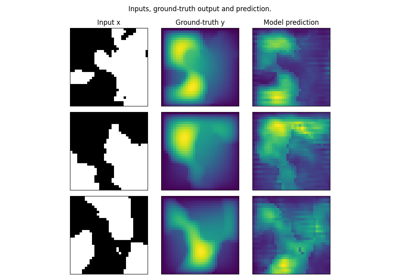 Inputs, ground-truth output and prediction.
Input x
Ground-truth y
Model prediction